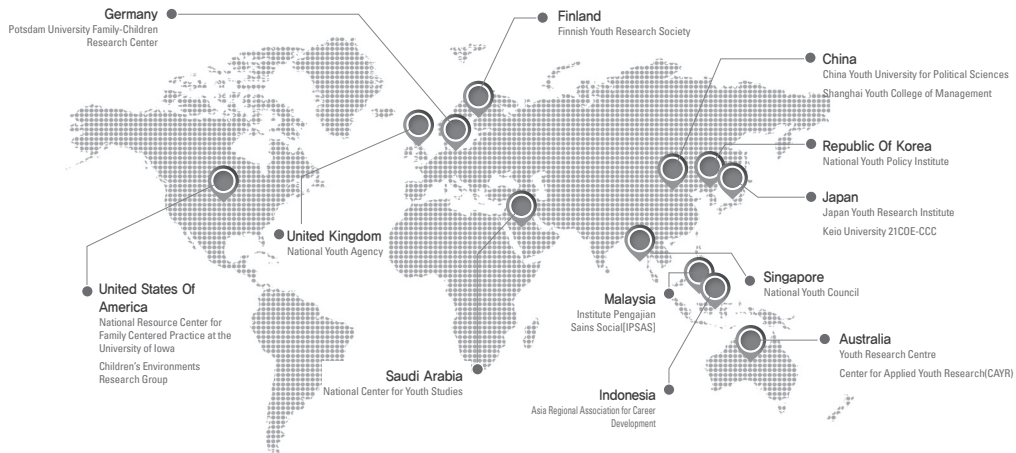 Germany
Potsdam University Family-Children
Research Center
Finland
Finnish Youth Research Society
China
China Youth University for Political Sciences
Shanghai Youth College of Management
Republic Of Korea
National Youth Policy Institute
Japan
Japan Youth Research Institute
Keio University 21COE-CCC
United Kingdom
National Youth Agency
Singapore
National Youth Council
United States Of
America
National Resource Center for
Family Centered Practice at the
University of Iowa
Children's Environments
Research Group
Malaysia
Institute Pengajian
Sains Social[IPSAS]
Australia
Youth Research Centre
Center for Applied Youth Research(CAYR)
Saudi Arabia
National Center for Youth Studies
Indonesia
Asia Regional Association for Career
Development